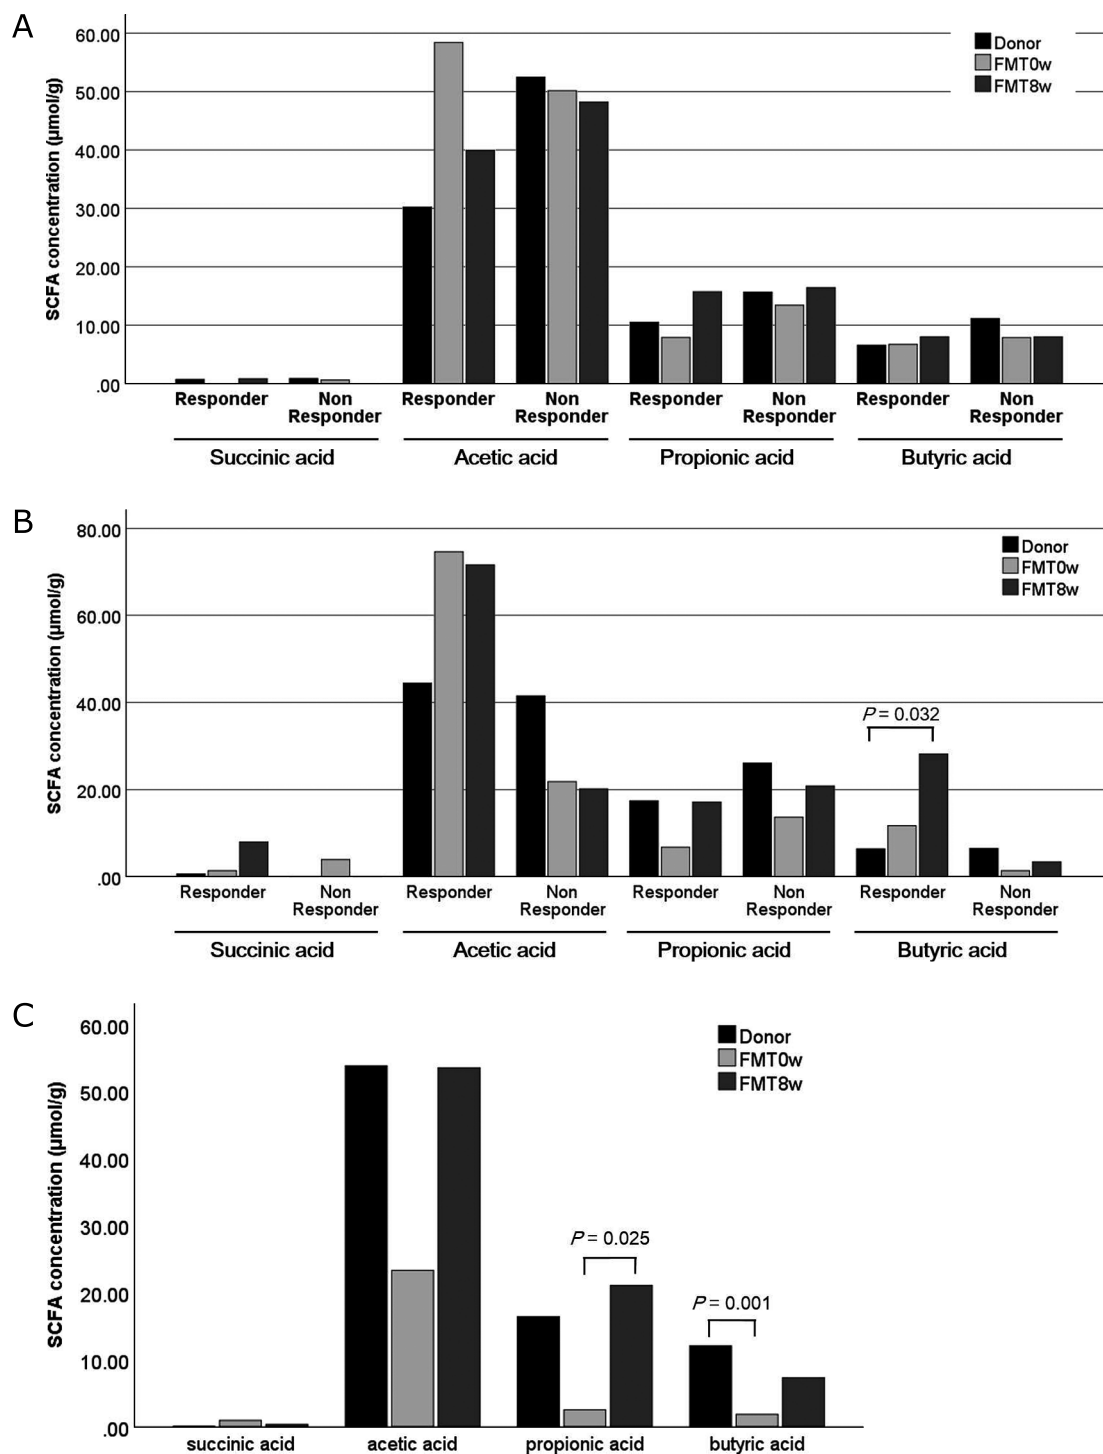 A
SCFA concentration (μmol/g)
60.00
50.00
40.00
30.00
20.00
10.00
.00
Donor
FMT0w
FMT8w
Responder
Non
Responder
Responder
Non
Responder
Responder
Non
Responder
Responder
Non
Responder
Succinic acid
Acetic acid
Propionic acid
Butyric acid
B
SCFA concentration (μmol/g)
80.00
60.00
40.00
20.00
.00
Donor
FMT0w
FMT8w
P = 0.032
Responder
Non
Responder
Responder
Non
Responder
Responder
Non
Responder
Responder
Non
Responder
Succinic acid
Acetic acid
Propionic acid
Butyric acid
C
SCFA concentration (μmol/g)
60.00
50.00
40.00
30.00
20.00
10.00
.00
Donor
FMT0w
FMT8w
P = 0.025
P = 0.001
succinic acid
acetic acid
propionic acid
butyric acid